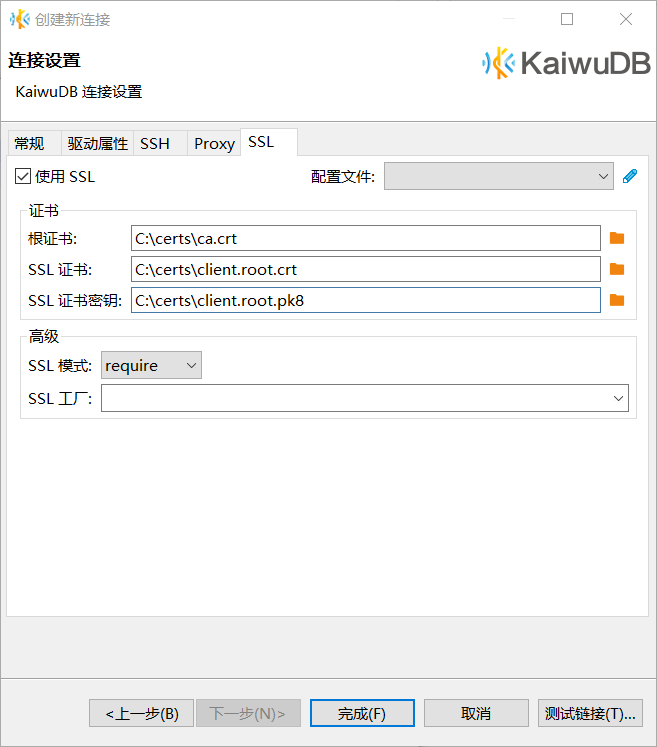 创建新连接
连接设置
KaiwuDB
KaiwuDB 连接设置
常规 驱动属性 SSH Proxy SSL
使用 SSL 配置文件:
证书
根证书: C:\certs\ca.crt
SSL 证书: C:\certs\client.root.crt
SSL 证书密钥: C:\certs\client.root.pk8
高级
SSL 模式: require
SSL 工厂:
<上一步(B) 下一步(N)> 完成(F) 取消 测试链接(T)...